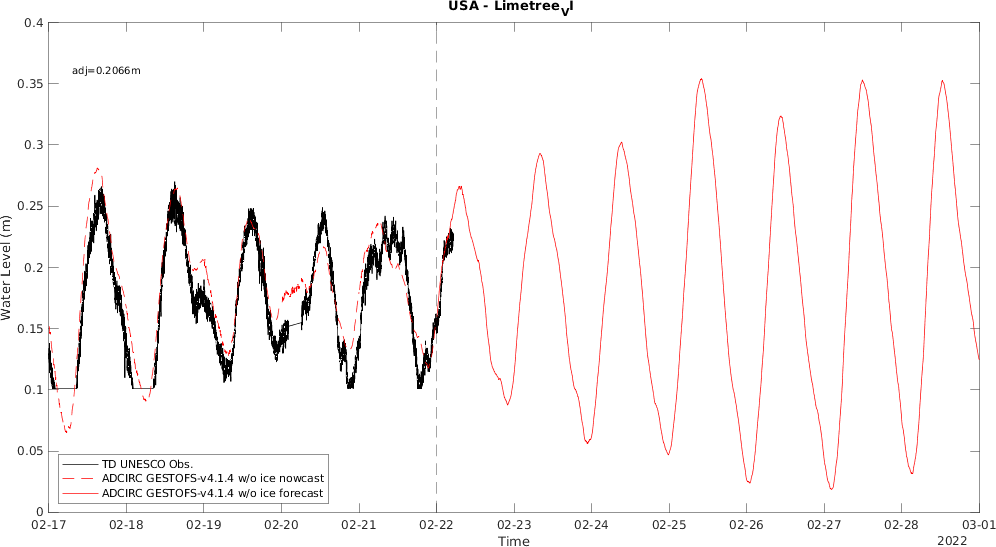 USA - LimetreeVI
0.4
0.35
0.3
0.25
0.2
0.15
0.1
0.05
0
Water Level (m)
adj=0.2066m
TD UNESCO Obs.
ADCIRC GESTOFS-v4.1.4 w/o ice nowcast
ADCIRC GESTOFS-v4.1.4 w/o ice forecast
02-17 02-18 02-19 02-20 02-21 02-22 02-23 02-24 02-25 02-26 02-27 02-28 03-01
Time
2022